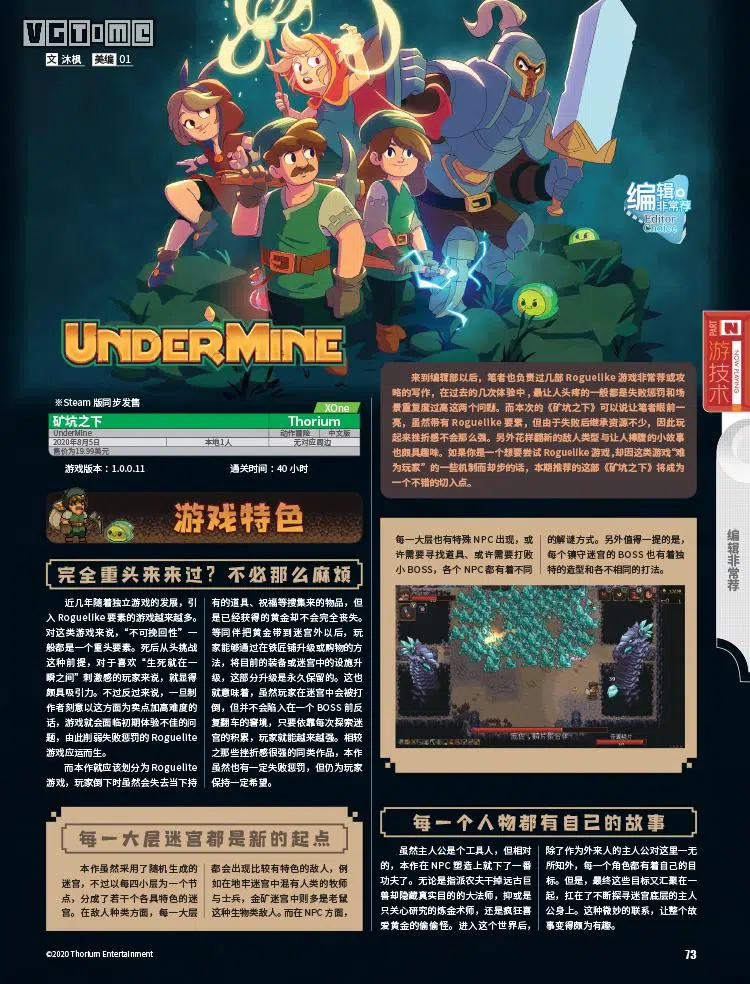 VGTIME
文 沐枫 美编 01
编辑
非常荐
Editor
Choice
UNDERMINE
PART N
NOW PLAYING
游技术
编辑非常荐
※Steam 版同步发售
XOne
矿坑之下 Thorium
UnderMine 动作冒险 中文版
2020年8月5日 本地1人 无对应周边
售价为19.99美元
游戏版本：1.0.0.11 通关时间：40 小时
来到编辑部以后，笔者也负责过几部 Roguelike 游戏非常荐或攻
略的写作，在过去的几次体验中，最让人头疼的一般都是失败惩罚和场
景重复度过高这两个问题。而本次的《矿坑之下》可以说让笔者眼前一
亮，虽然带有 Roguelike 要素，但由于失败后继承资源不少，因此玩
起来挫折感不会那么强。另外花样翻新的敌人类型与让人捧腹的小故事
也颇具趣味。如果你是一个想要尝试 Roguelike 游戏，却因这类游戏“难
为玩家”的一些机制而却步的话，本期推荐的这部《矿坑之下》将成为
一个不错的切入点。
游戏特色
完全重头来来过？不必那么麻烦
近几年随着独立游戏的发展，引
入 Roguelike 要素的游戏越来越多。
对这类游戏来说，“不可挽回性”一
般都是一个重头要素。死后从头挑战
这种前提，对于喜欢“生死就在一
瞬之间”刺激感的玩家来说，就显得
颇具吸引力。不过反过来说，一旦制
作者刻意以这方面为卖点加高难度的
话，游戏就会面临初期体验不佳的问
题，由此削弱失败惩罚的 Roguelite
游戏应运而生。
而本作就应该划分为 Roguelite
游戏，玩家倒下时虽然会失去当下持
有的道具、祝福等搜集来的物品，但
是已经获得的黄金却不会完全丧失。
等同伴把黄金带到迷宫外以后，玩
家能够通过在铁匠铺升级或购物的方
法，将目前的装备或迷宫中的设施升
级，这部分升级是永久保留的。这也
就意味着，虽然玩家在迷宫中会被打
倒，但并不会陷入在一个 BOSS 前反
复翻车的窘境，只要依靠每次探索迷
宫的积累，玩家就能越来越强。相较
之那些挫折感很强的同类作品，本作
虽然也有一定失败惩罚，但仍为玩家
保持一定希望。
每一大层迷宫都是新的起点
本作虽然采用了随机生成的
迷宫，不过以每四小层为一个节
点，分成了若干个各具特色的迷
宫。在敌人种类方面，每一大层
都会出现比较有特色的敌人，例
如在地牢迷宫中混有人类的牧师
与士兵，金矿迷宫中则多是老鼠
这种生物类敌人。而在 NPC 方面，
每一大层也有特殊 NPC 出现，或
许需要寻找道具、或许需要打败
小 BOSS，各个 NPC 都有着不同
的解谜方式。另外值得一提的是，
每个镇守迷宫的 BOSS 也有着独
特的造型和各不相同的打法。
每一个人物都有自己的故事
虽然主人公是个工具人，但相对
的，本作在 NPC 塑造上就下了一番
功夫了。无论是指派农夫干掉远古巨
兽却隐藏真实目的的大法师，抑或是
只关心研究的炼金术师，还是疯狂喜
爱黄金的偷偷怪。进入这个世界后，
除了作为外来人的主人公对这里一无
所知外，每一个角色都有着自己的目
标。但是，最终这些目标又汇聚在一
起，扛在了不断探寻迷宫底层的主人
公身上。这种微妙的联系，让整个故
事变得颇为有趣。
©2020 Thorium Entertainment
73